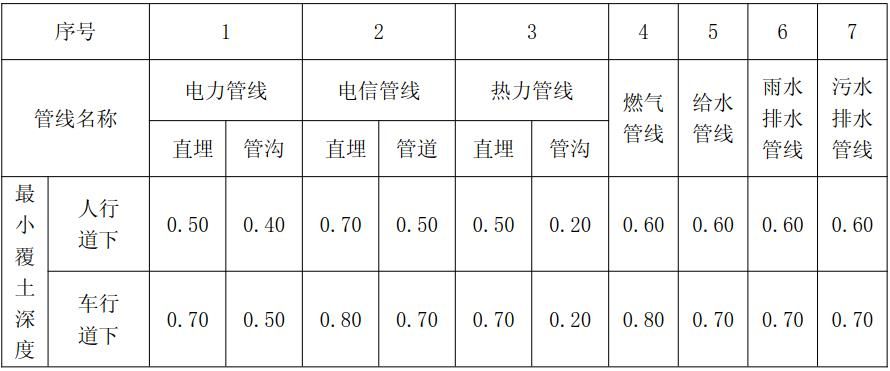 序号 1 2 3 4 5 6 7
管线名称 电力管线 电信管线 热力管线 燃气管线 给水管线 雨水排水管线 污水排水管线
直埋 管沟 直埋 管道 直埋 管沟
最小覆土深度
人行道下 0.50 0.40 0.70 0.50 0.50 0.20 0.60 0.60 0.60 0.60
车行道下 0.70 0.50 0.80 0.70 0.70 0.20 0.80 0.70 0.70 0.70